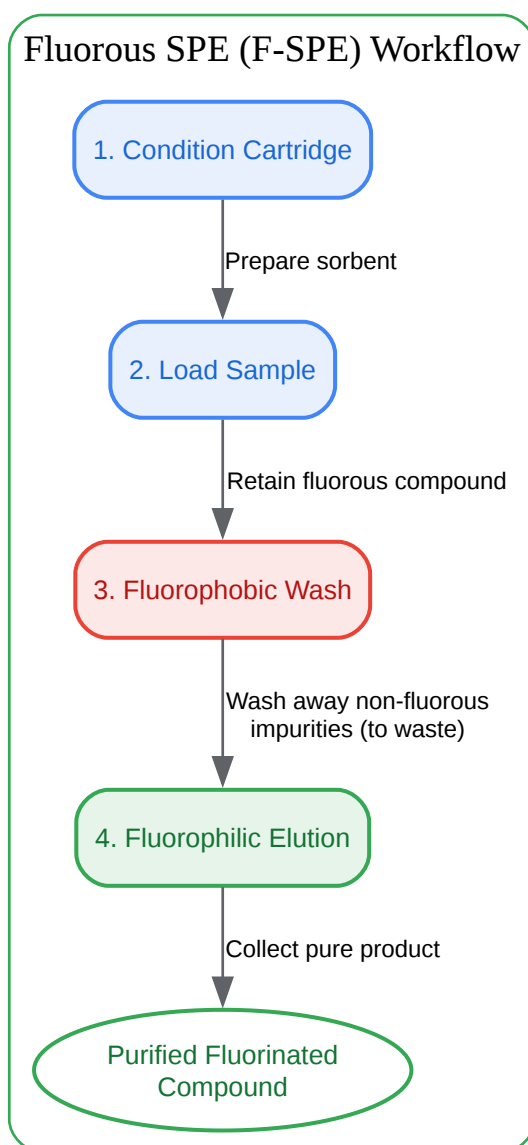 Fluorous SPE (F-SPE) Workflow
1. Condition Cartridge
Prepare sorbent
2. Load Sample
Retain fluorous compound
3. Fluorophobic Wash
Wash away non-fluorous
impurities (to waste)
4. Fluorophilic Elution
Collect pure product
Purified Fluorinated
Compound